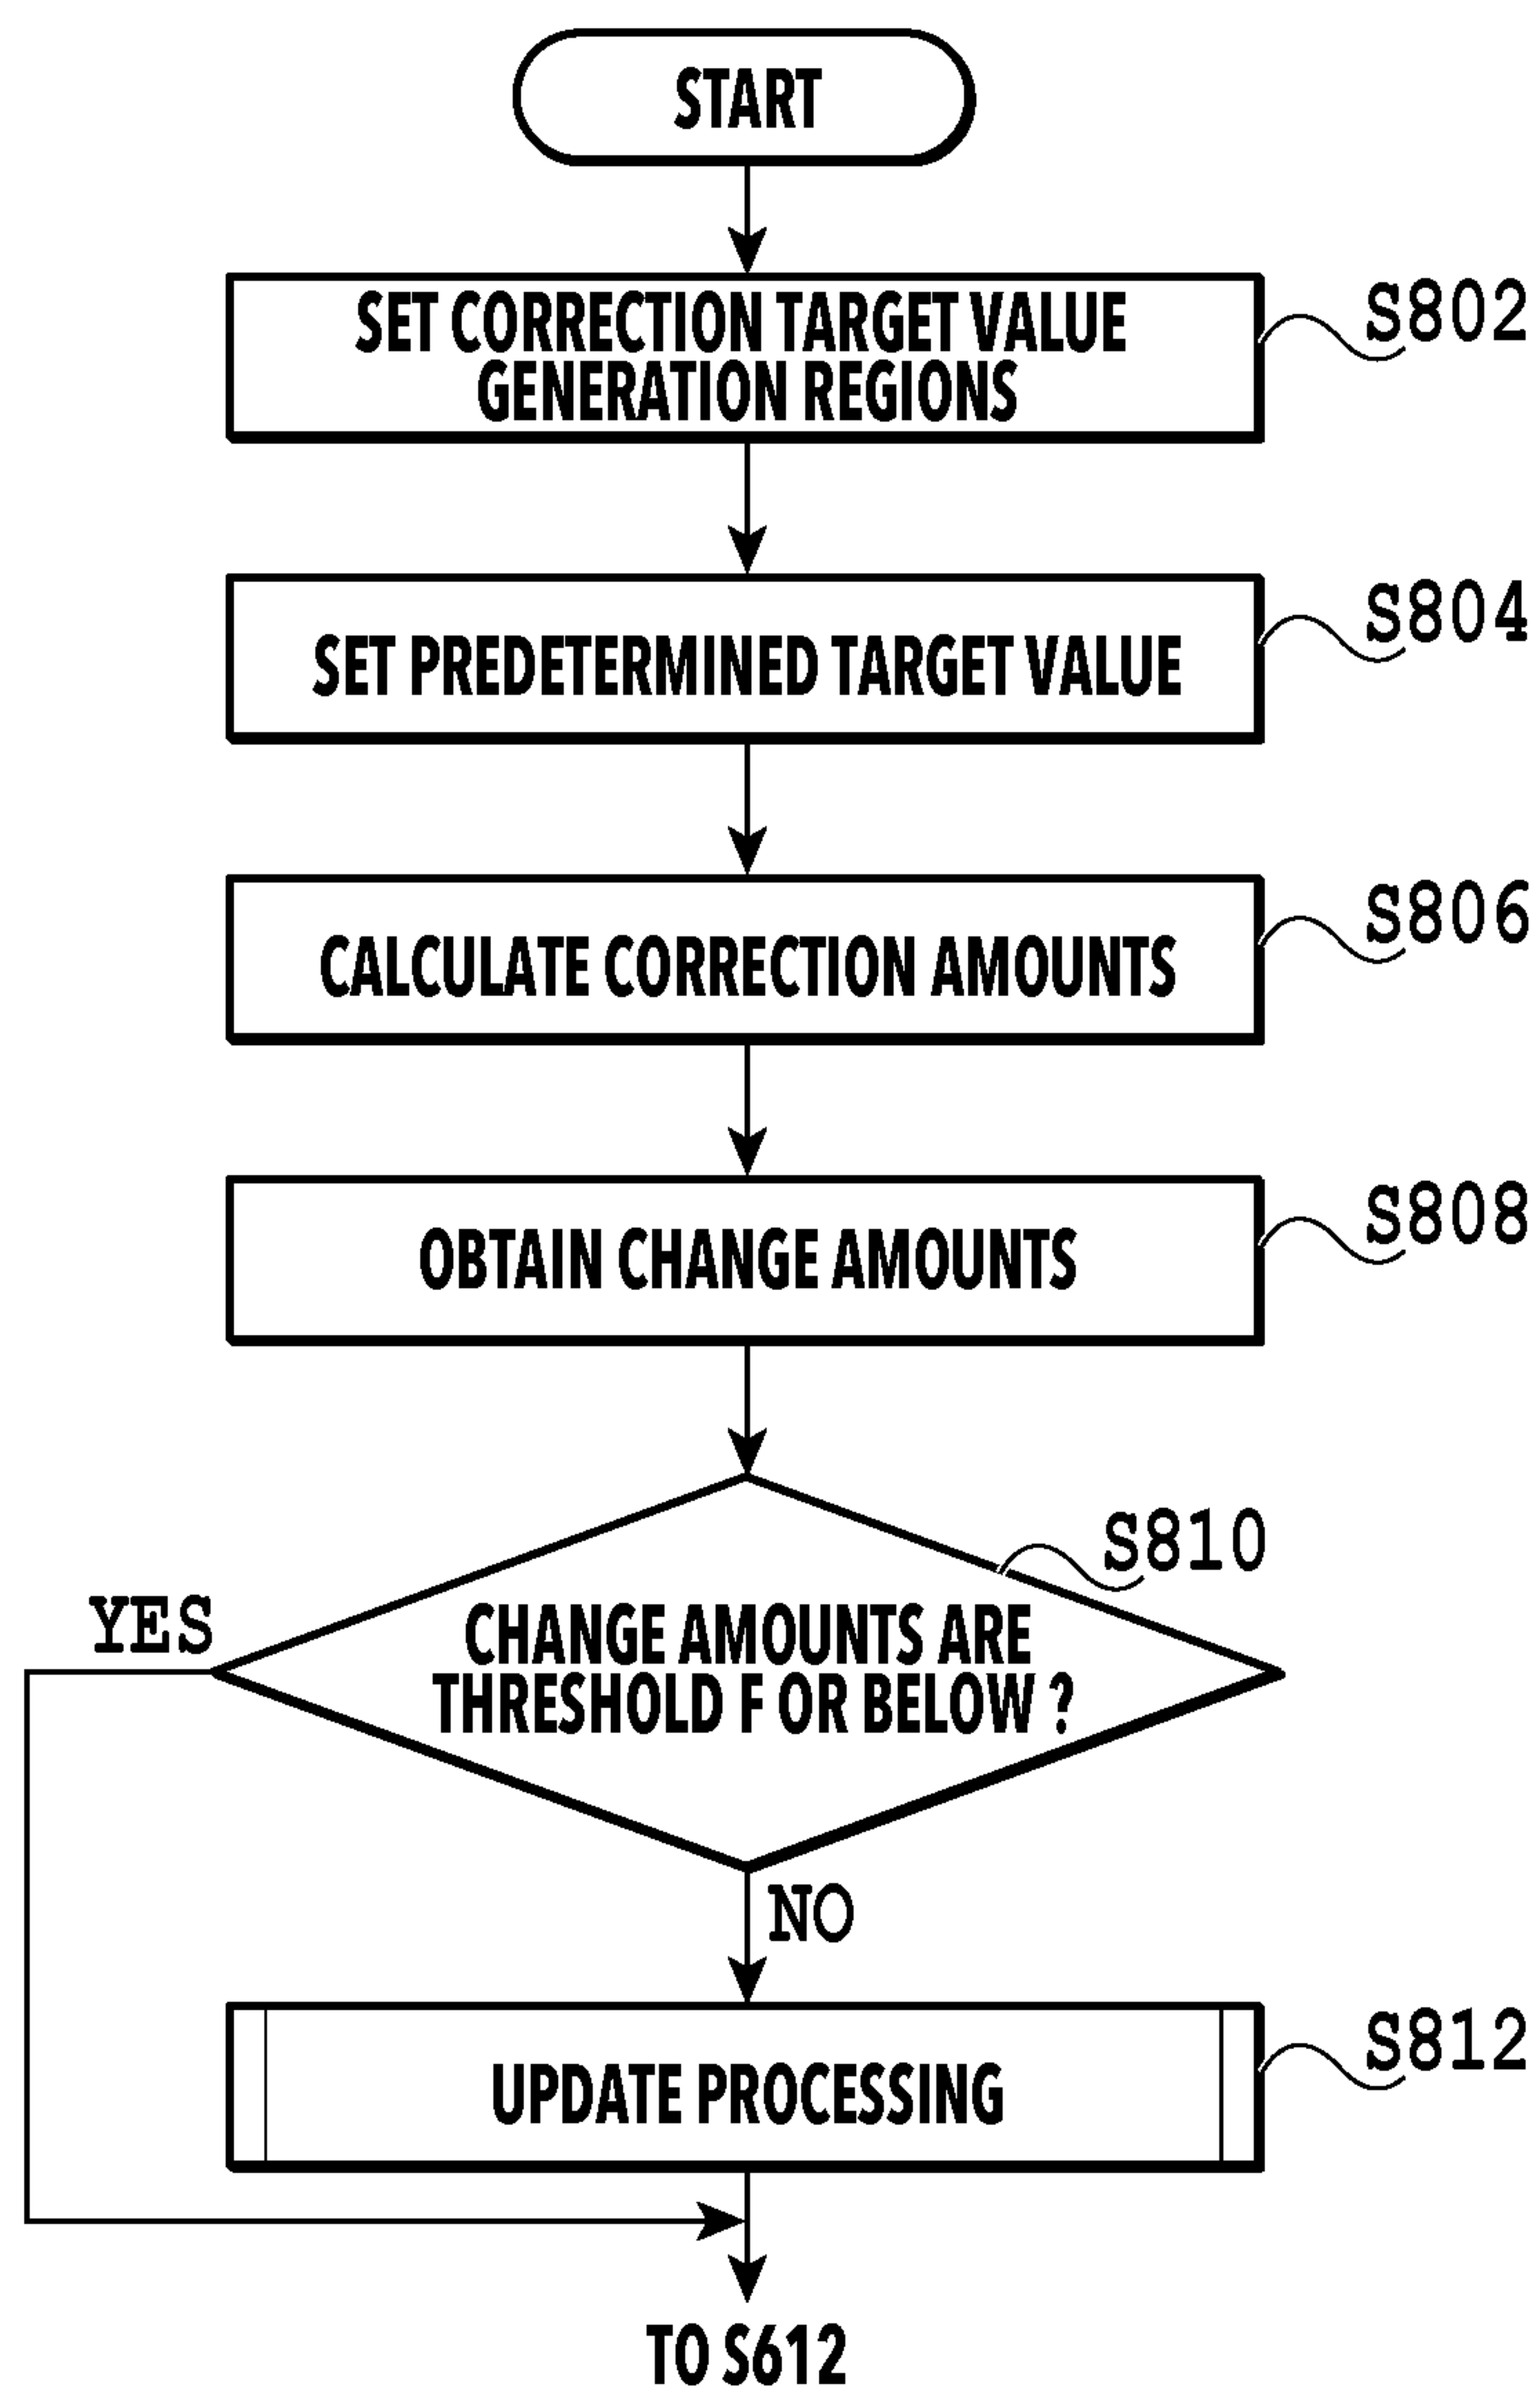 START
SET CORRECTION TARGET VALUE
GENERATION REGIONS
S802
SET PREDETERMINED TARGET VALUE
S804
CALCULATE CORRECTION AMOUNTS
S806
OBTAIN CHANGE AMOUNTS
S808
S810
YES
CHANGE AMOUNTS ARE
THRESHOLD F OR BELOW ?
NO
UPDATE PROCESSING
S812
TO S612